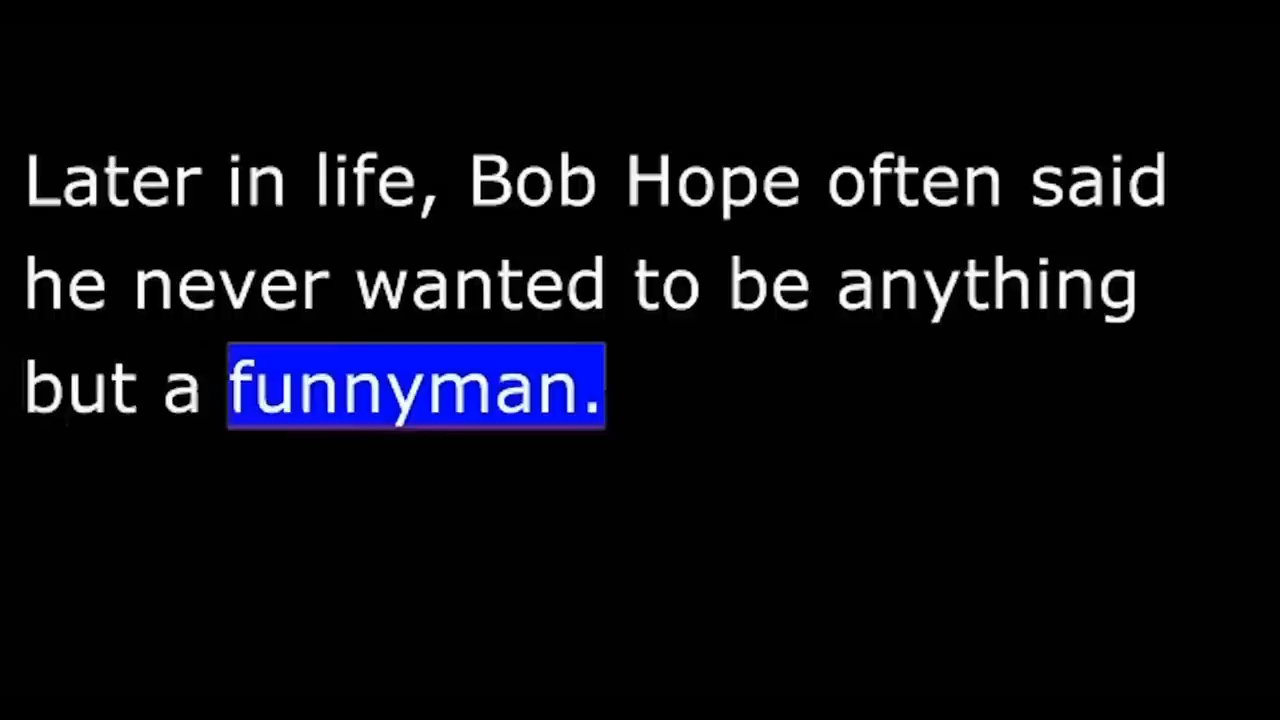 Later in life, Bob Hope often said
he never wanted to be anything
but a funnyman.